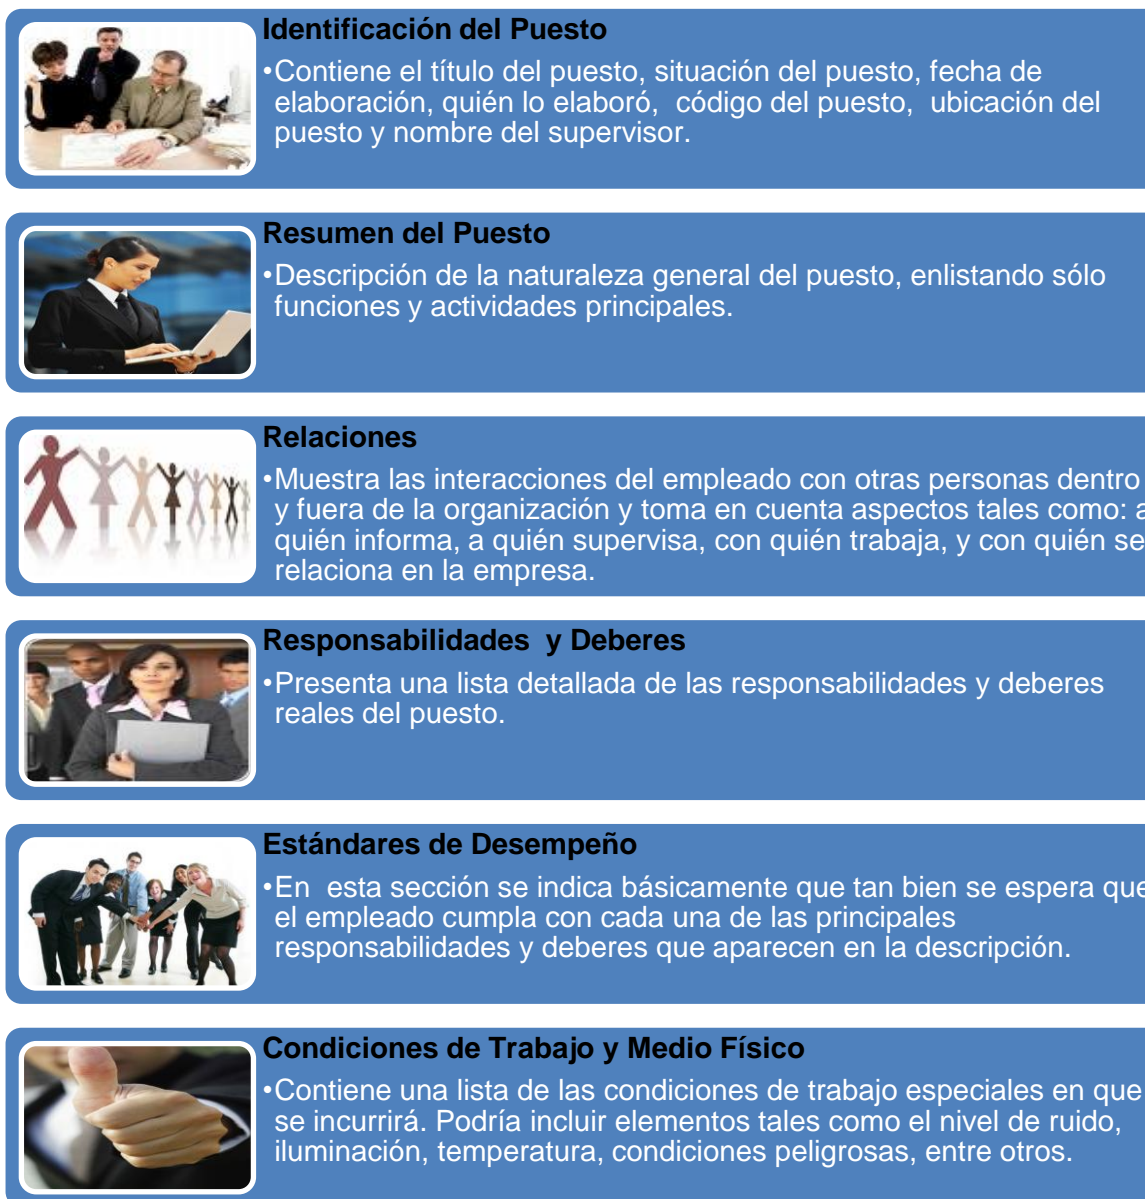 Identificación del Puesto
•Contiene el título del puesto, situación del puesto, fecha de
elaboración, quién lo elaboró,  código del puesto,  ubicación del
puesto y nombre del supervisor.
Resumen del Puesto
•Descripción de la naturaleza general del puesto, enlistando sólo
funciones y actividades principales.
Relaciones
•Muestra las interacciones del empleado con otras personas dentro
y fuera de la organización y toma en cuenta aspectos tales como: a
quién informa, a quién supervisa, con quién trabaja, y con quién se
relaciona en la empresa.
Responsabilidades  y Deberes
•Presenta una lista detallada de las responsabilidades y deberes
reales del puesto.
Estándares de Desempeño
•En  esta sección se indica básicamente que tan bien se espera que
el empleado cumpla con cada una de las principales
responsabilidades y deberes que aparecen en la descripción.
Condiciones de Trabajo y Medio Físico
•Contiene una lista de las condiciones de trabajo especiales en que
se incurrirá. Podría incluir elementos tales como el nivel de ruido,
iluminación, temperatura, condiciones peligrosas, entre otros.